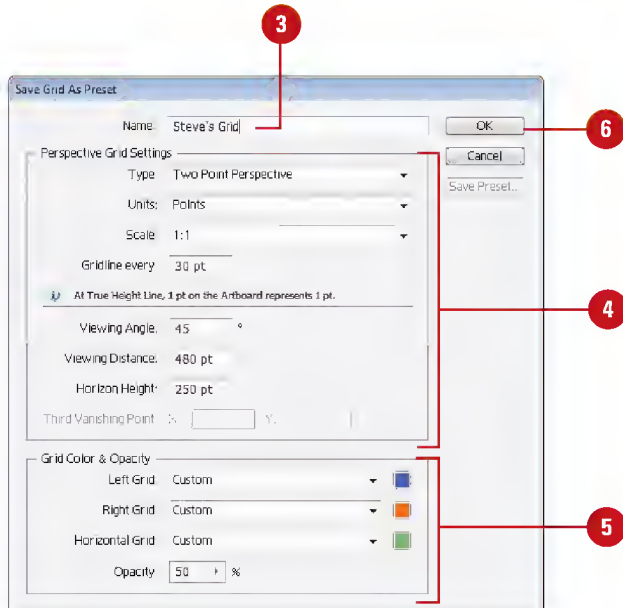 3
Save Grid As Preset
Name: Steve's Grid
OK
6
Perspective Grid Settings
Cancel
Type Two Point Perspective
Save Preset...
Units: Points
Scale 1:1
Gridline every 30 pt
At True Height Line, 1 pt on the Artboard represents 1 pt.
4
Viewing Angle: 45 °
Viewing Distance: 480 pt
Horizon Height: 250 pt
Third Vanishing Point X: Y:
Grid Color & Opacity
Left Grid Custom
Right Grid Custom
5
Horizontal Grid Custom
Opacity 50 %